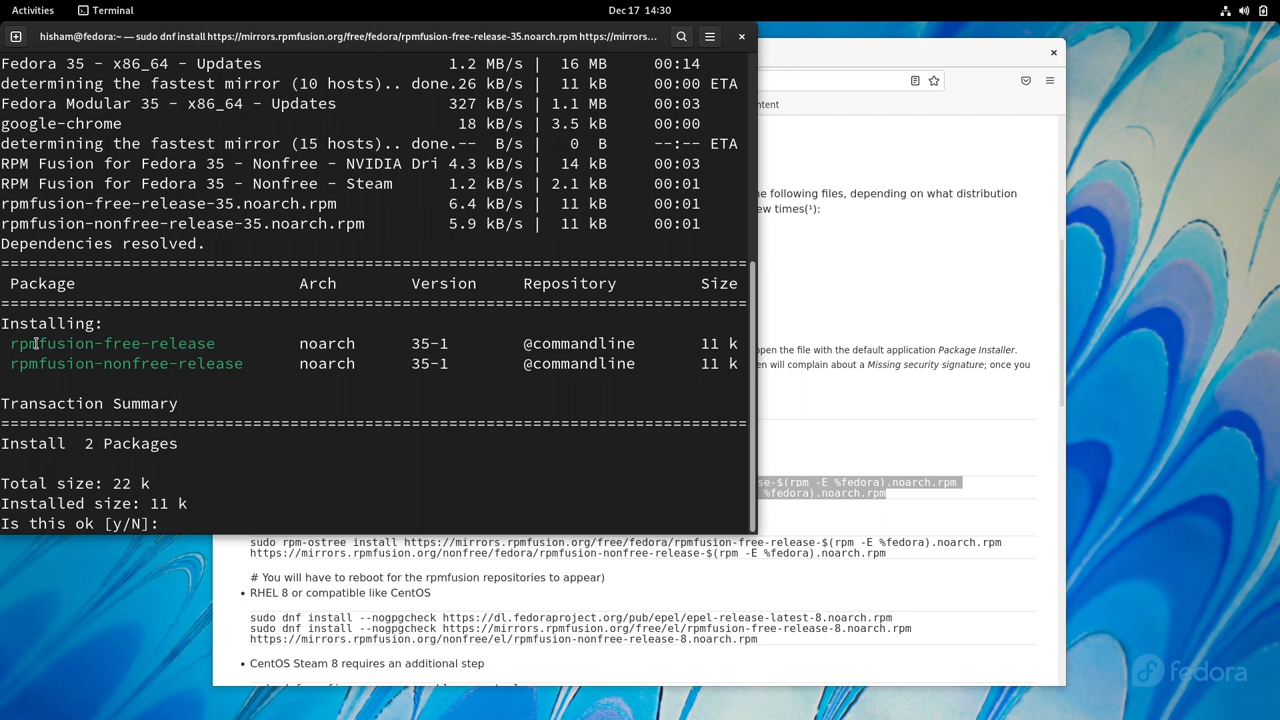 Activities Terminal Dec 17 14:30
hisham@fedora:~ — sudo dnf install https://mirrors.rpmfusion.org/free/fedora/rpmfusion-free-release-35.noarch.rpm https://mirrors...
Fedora 35 - x86_64 - Updates 1.2 MB/s | 16 MB 00:14
determining the fastest mirror (10 hosts).. done.26 kB/s | 11 kB 00:00 ETA
Fedora Modular 35 - x86_64 - Updates 327 kB/s | 1.1 MB 00:03
google-chrome 18 kB/s | 3.5 kB 00:00
determining the fastest mirror (15 hosts).. done.-- B/s | 0 B --:-- ETA
RPM Fusion for Fedora 35 - Nonfree - NVIDIA Dri 4.3 kB/s | 14 kB 00:03
RPM Fusion for Fedora 35 - Nonfree - Steam 1.2 kB/s | 2.1 kB 00:01
rpmfusion-free-release-35.noarch.rpm 6.4 kB/s | 11 kB 00:01
rpmfusion-nonfree-release-35.noarch.rpm 5.9 kB/s | 11 kB 00:01
Dependencies resolved.
================================================================================
Package Arch Version Repository Size
================================================================================
Installing:
rpmfusion-free-release noarch 35-1 @commandline 11 k
rpmfusion-nonfree-release noarch 35-1 @commandline 11 k
Transaction Summary
================================================================================
Install 2 Packages
Total size: 22 k
Installed size: 11 k
Is this ok [y/N]:
ntent
e following files, depending on what distribution
ew times(¹):
open the file with the default application Package Installer.
en will complain about a Missing security signature; once you
se-$(rpm -E %fedora).noarch.rpm
%fedora).noarch.rpm
sudo rpm-ostree install https://mirrors.rpmfusion.org/free/fedora/rpmfusion-free-release-$(rpm -E %fedora).noarch.rpm
https://mirrors.rpmfusion.org/nonfree/fedora/rpmfusion-nonfree-release-$(rpm -E %fedora).noarch.rpm
# You will have to reboot for the rpmfusion repositories to appear)
• RHEL 8 or compatible like CentOS
sudo dnf install --nogpgcheck https://dl.fedoraproject.org/pub/epel/epel-release-latest-8.noarch.rpm
sudo dnf install --nogpgcheck https://mirrors.rpmfusion.org/free/el/rpmfusion-free-release-8.noarch.rpm
https://mirrors.rpmfusion.org/nonfree/el/rpmfusion-nonfree-release-8.noarch.rpm
• CentOS Steam 8 requires an additional step
fedora